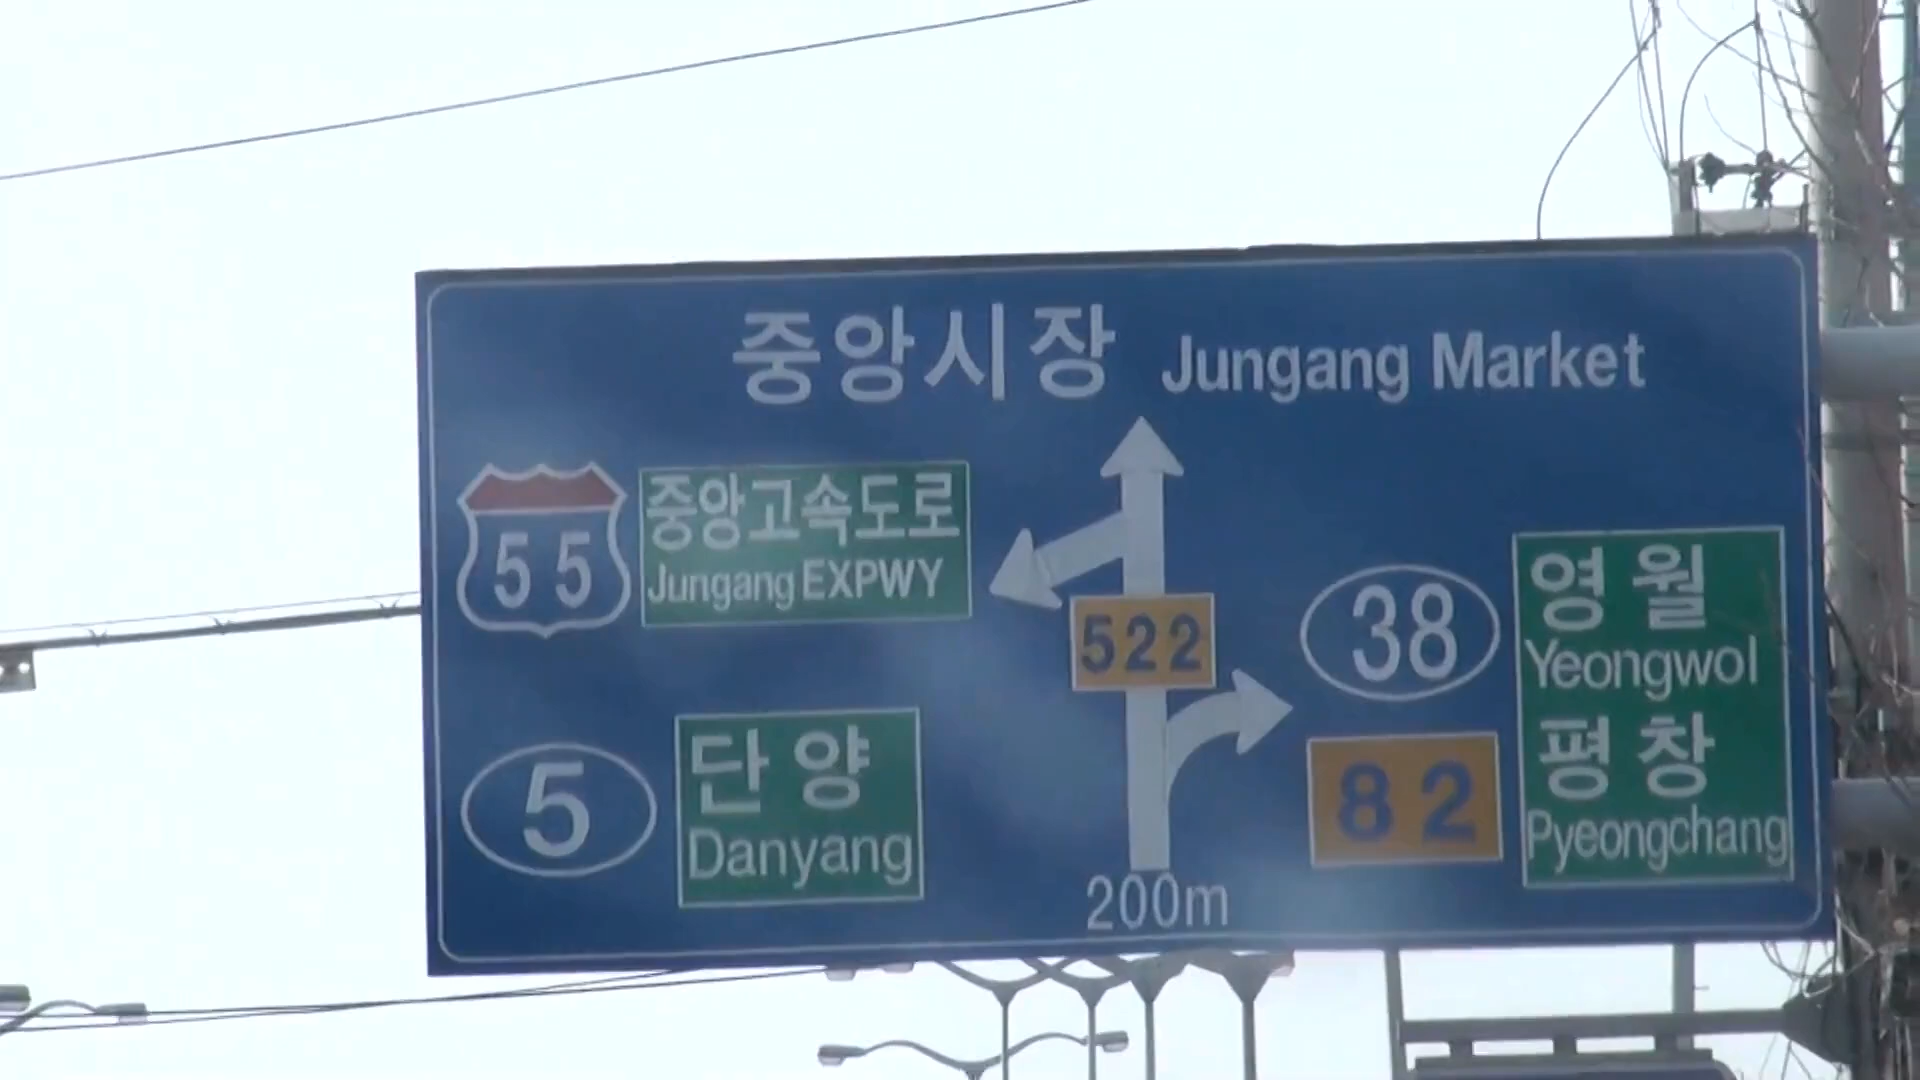 중앙시장 Jungang Market
55
중앙고속도로
Jungang EXPWY
5
단양
Danyang
522
38
82
영월
Yeongwol
평창
Pyeongchang
200m